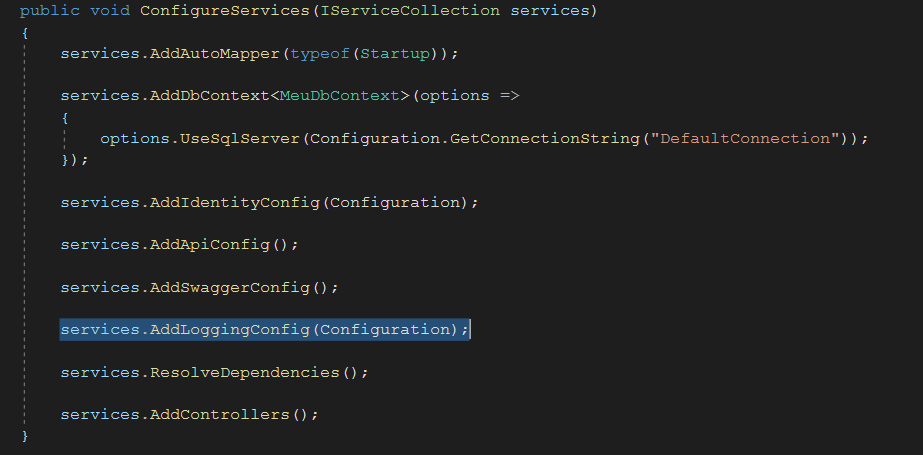 public void ConfigureServices(IServiceCollection services)
{
services.AddAutoMapper(typeof(Startup));
services.AddDbContext<MeuDbContext>(options =>
{
options.UseSqlServer(Configuration.GetConnectionString("DefaultConnection"));
});
services.AddIdentityConfig(Configuration);
services.AddApiConfig();
services.AddSwaggerConfig();
services.AddLoggingConfig(Configuration);
services.ResolveDependencies();
services.AddControllers();
}